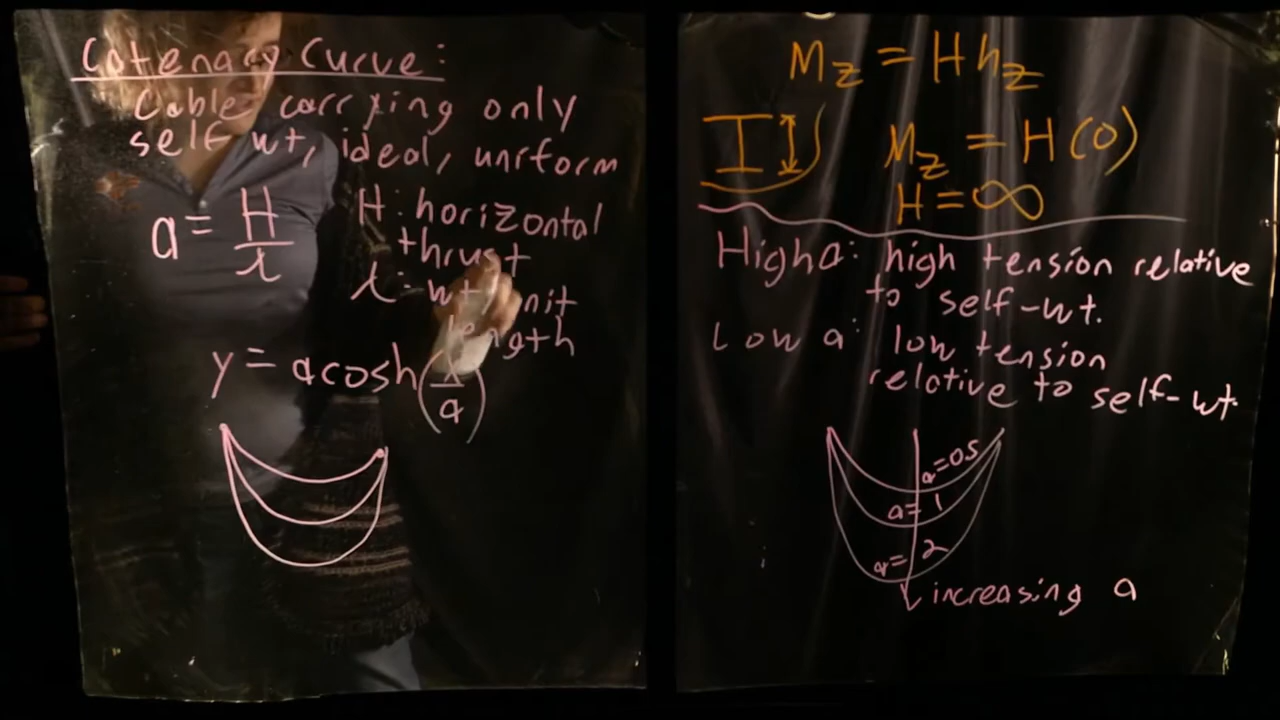 Catenary Curve:
Cable carrying only
self wt, ideal, uniform
a = H/λ
H: horizontal
thrust
λ: wt/unit
length
y = a cosh(x/a)
Mz = H hz
Mz = H(0)
H = ∞
High a: high tension relative
to self-wt.
Low a: low tension
relative to self-wt.
a=0.5
a=1
a=2
increasing a